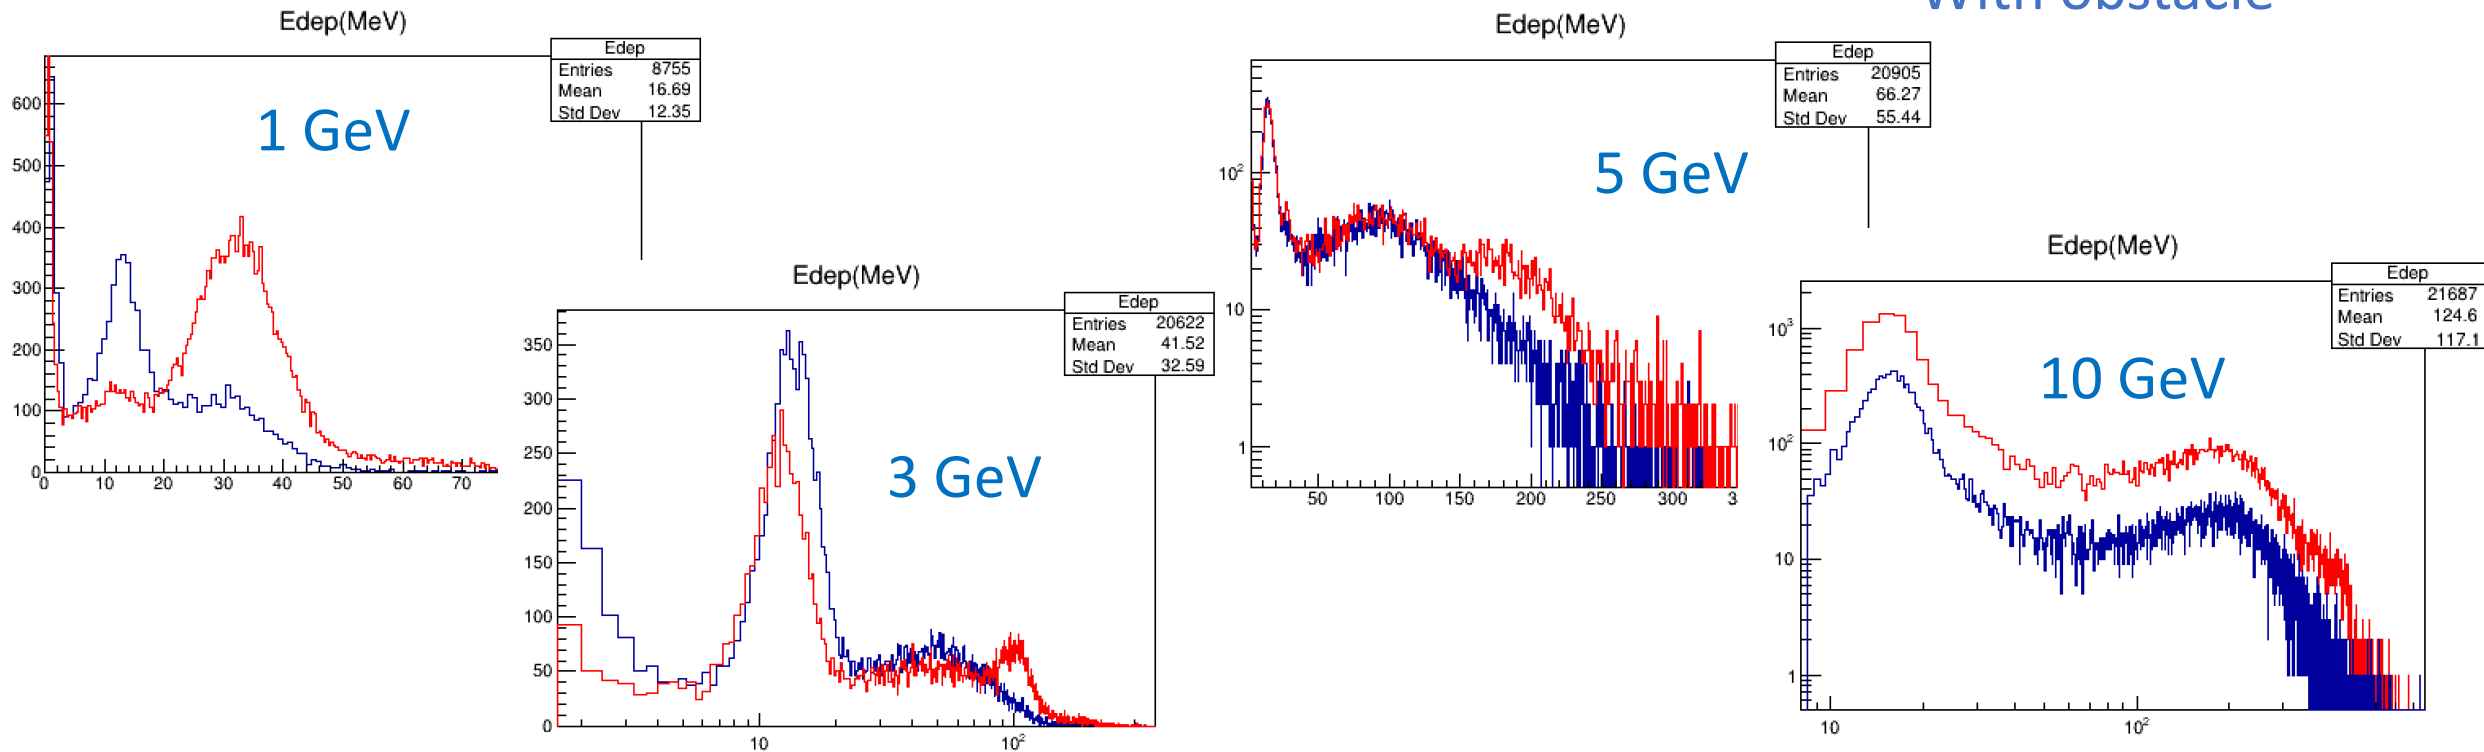 With obstacle
Edep(MeV)
Edep
Entries 8755
Mean 16.69
Std Dev 12.35
1 GeV
600
500
400
300
200
100
0
0 10 20 30 40 50 60 70
Edep(MeV)
Edep
Entries 20622
Mean 41.52
Std Dev 32.59
3 GeV
350
300
250
200
150
100
50
0
10 10²
Edep(MeV)
Edep
Entries 20905
Mean 66.27
Std Dev 55.44
5 GeV
10²
10
1
50 100 150 200 250 300 3
Edep(MeV)
Edep
Entries 21687
Mean 124.6
Std Dev 117.1
10 GeV
10³
10²
10
1
10 10²